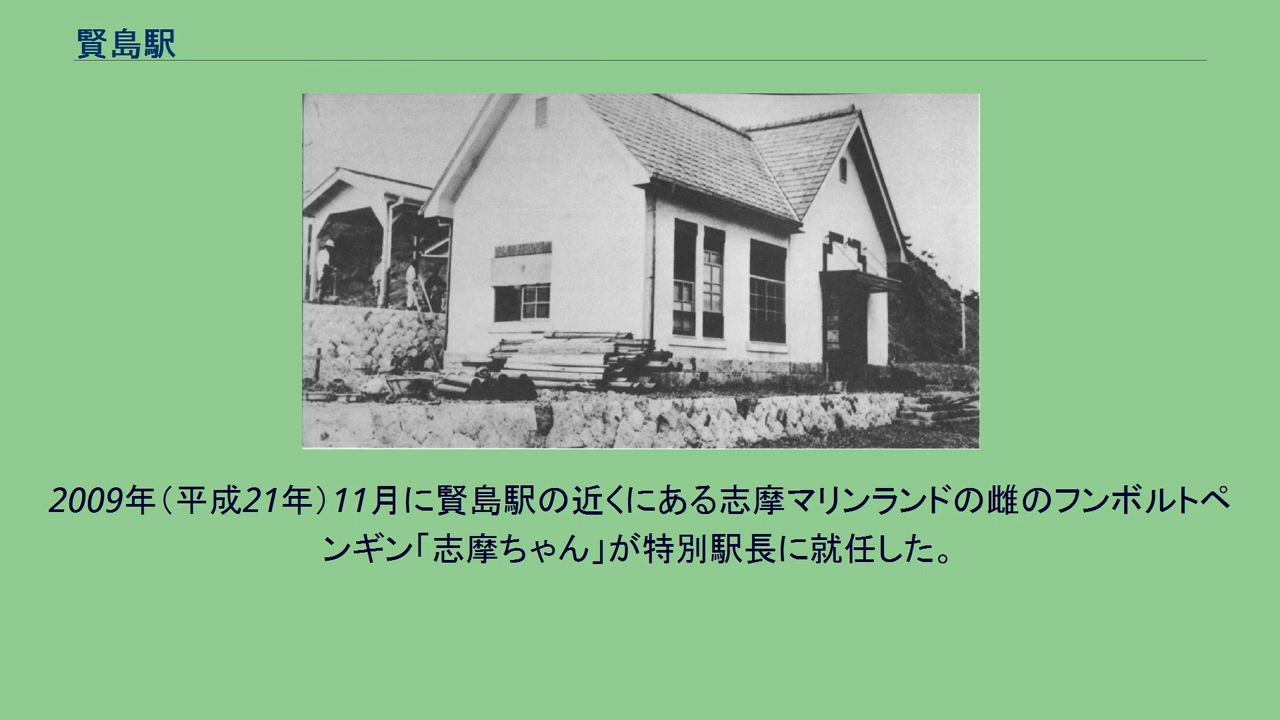 賢島駅
2009年（平成21年）11月に賢島駅の近くにある志摩マリンランドの雌のフンボルトペ
ンギン「志摩ちゃん」が特別駅長に就任した。